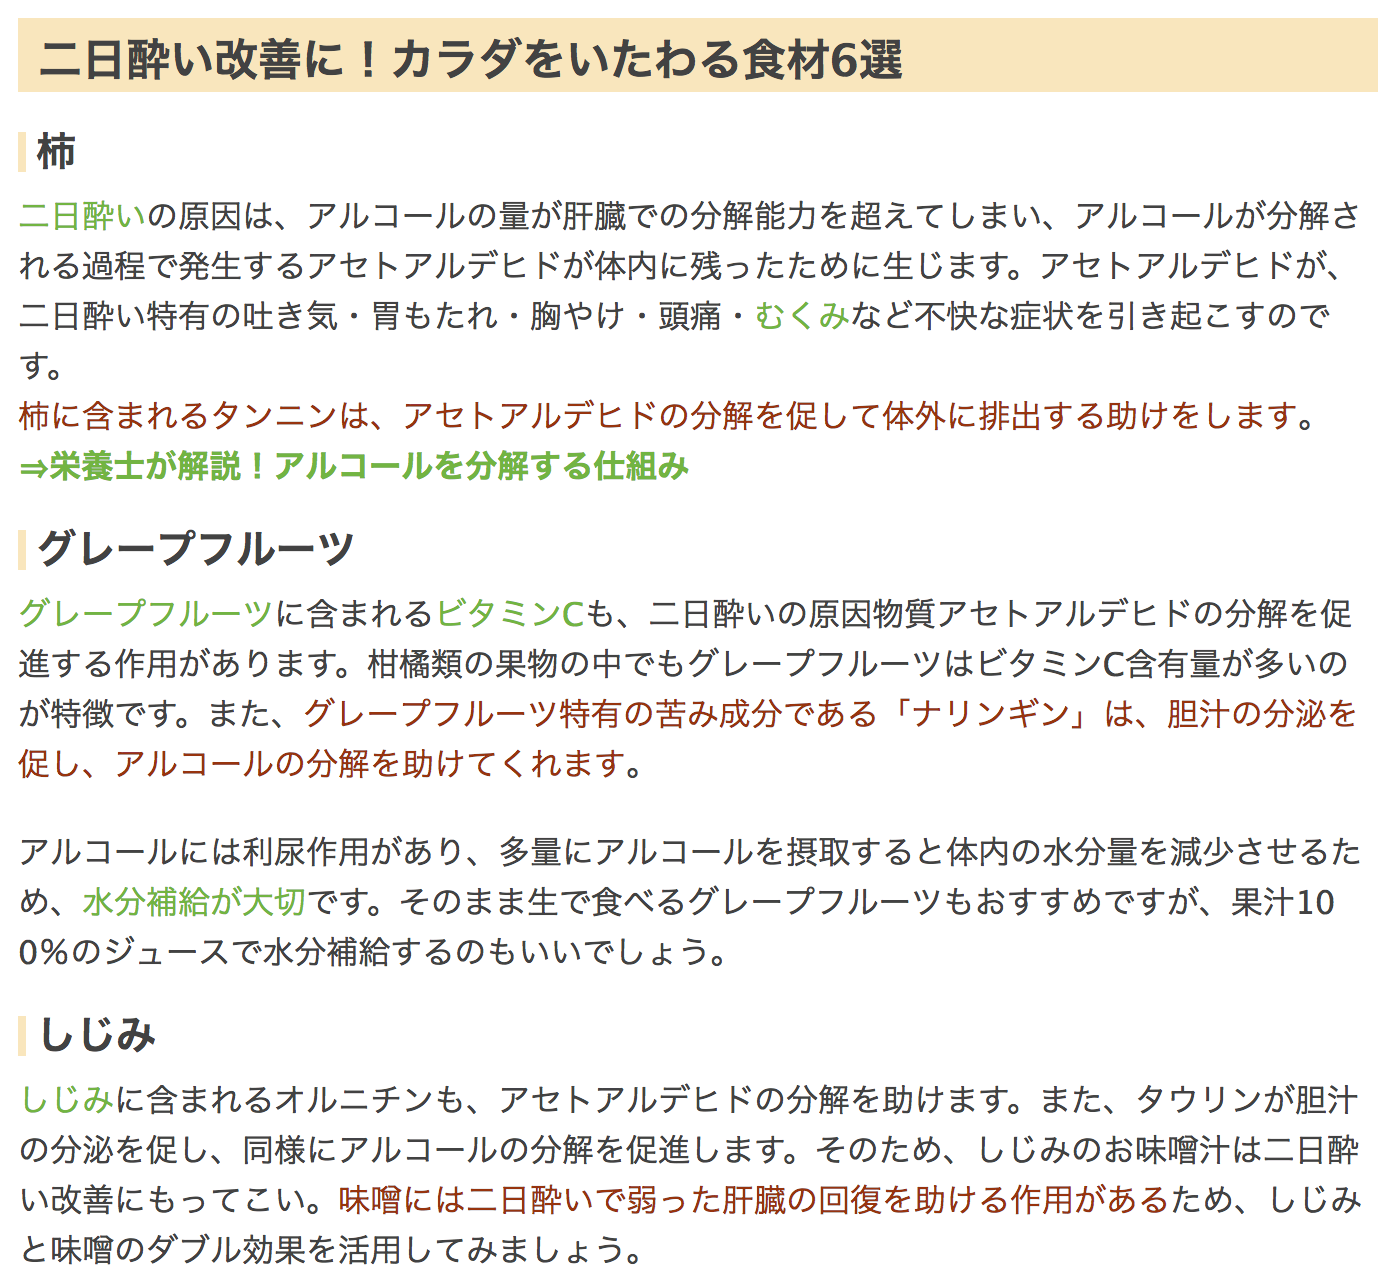 二日酔い改善に！カラダをいたわる食材6選
柿
二日酔いの原因は、アルコールの量が肝臓での分解能力を超えてしまい、アルコールが分解さ
れる過程で発生するアセトアルデヒドが体内に残ったために生じます。アセトアルデヒドが、
二日酔い特有の吐き気・胃もたれ・胸やけ・頭痛・むくみなど不快な症状を引き起こすので
す。
柿に含まれるタンニンは、アセトアルデヒドの分解を促して体外に排出する助けをします。
⇒栄養士が解説！アルコールを分解する仕組み
グレープフルーツ
グレープフルーツに含まれるビタミンCも、二日酔いの原因物質アセトアルデヒドの分解を促
進する作用があります。柑橘類の果物の中でもグレープフルーツはビタミンC含有量が多いの
が特徴です。また、グレープフルーツ特有の苦み成分である「ナリンギン」は、胆汁の分泌を
促し、アルコールの分解を助けてくれます。
アルコールには利尿作用があり、多量にアルコールを摂取すると体内の水分量を減少させるた
め、水分補給が大切です。そのまま生で食べるグレープフルーツもおすすめですが、果汁10
0％のジュースで水分補給するのもいいでしょう。
しじみ
しじみに含まれるオルニチンも、アセトアルデヒドの分解を助けます。また、タウリンが胆汁
の分泌を促し、同様にアルコールの分解を促進します。そのため、しじみのお味噌汁は二日酔
い改善にもってこい。味噌には二日酔いで弱った肝臓の回復を助ける作用があるため、しじみ
と味噌のダブル効果を活用してみましょう。